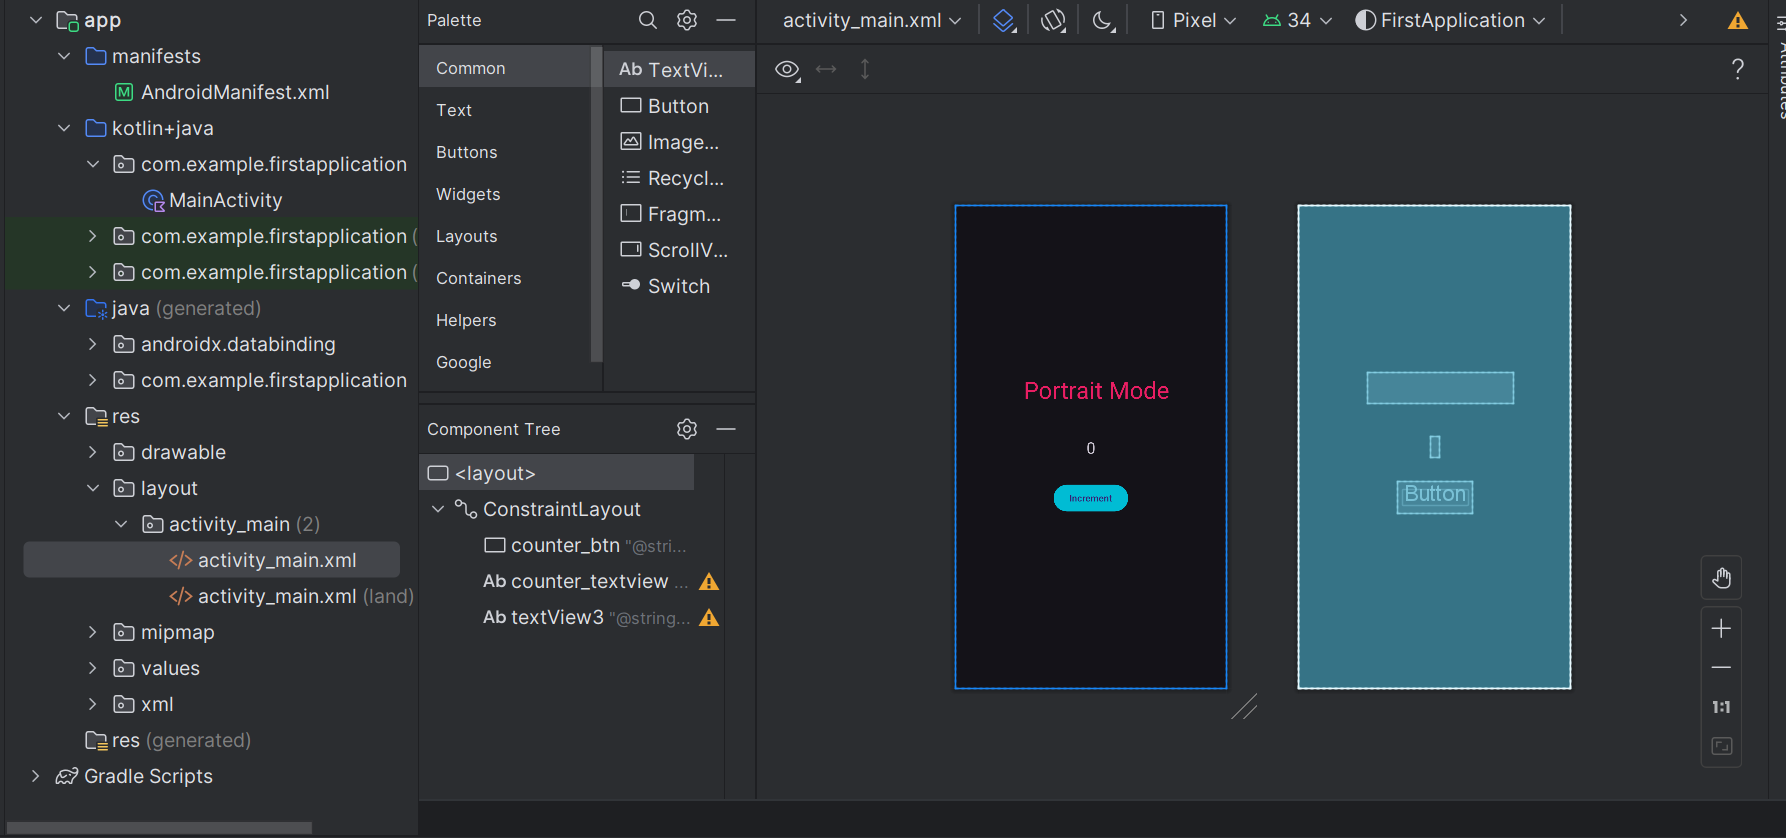 app
manifests
AndroidManifest.xml
kotlin+java
com.example.firstapplication
MainActivity
com.example.firstapplication (
com.example.firstapplication (
java (generated)
androidx.databinding
com.example.firstapplication
res
drawable
layout
activity_main (2)
activity_main.xml
activity_main.xml (land)
mipmap
values
xml
res (generated)
Gradle Scripts
Palette
Common
Text
Buttons
Widgets
Layouts
Containers
Helpers
Google
Ab TextVi...
Button
Image...
Recycl...
Fragm...
ScrollV...
Switch
Component Tree
<layout>
ConstraintLayout
counter_btn "@stri...
Ab counter_textview ...
Ab textView3 "@string...
activity_main.xml
Pixel
34
FirstApplication
?
Portrait Mode
0
Increment
Button
1:1
Attributes